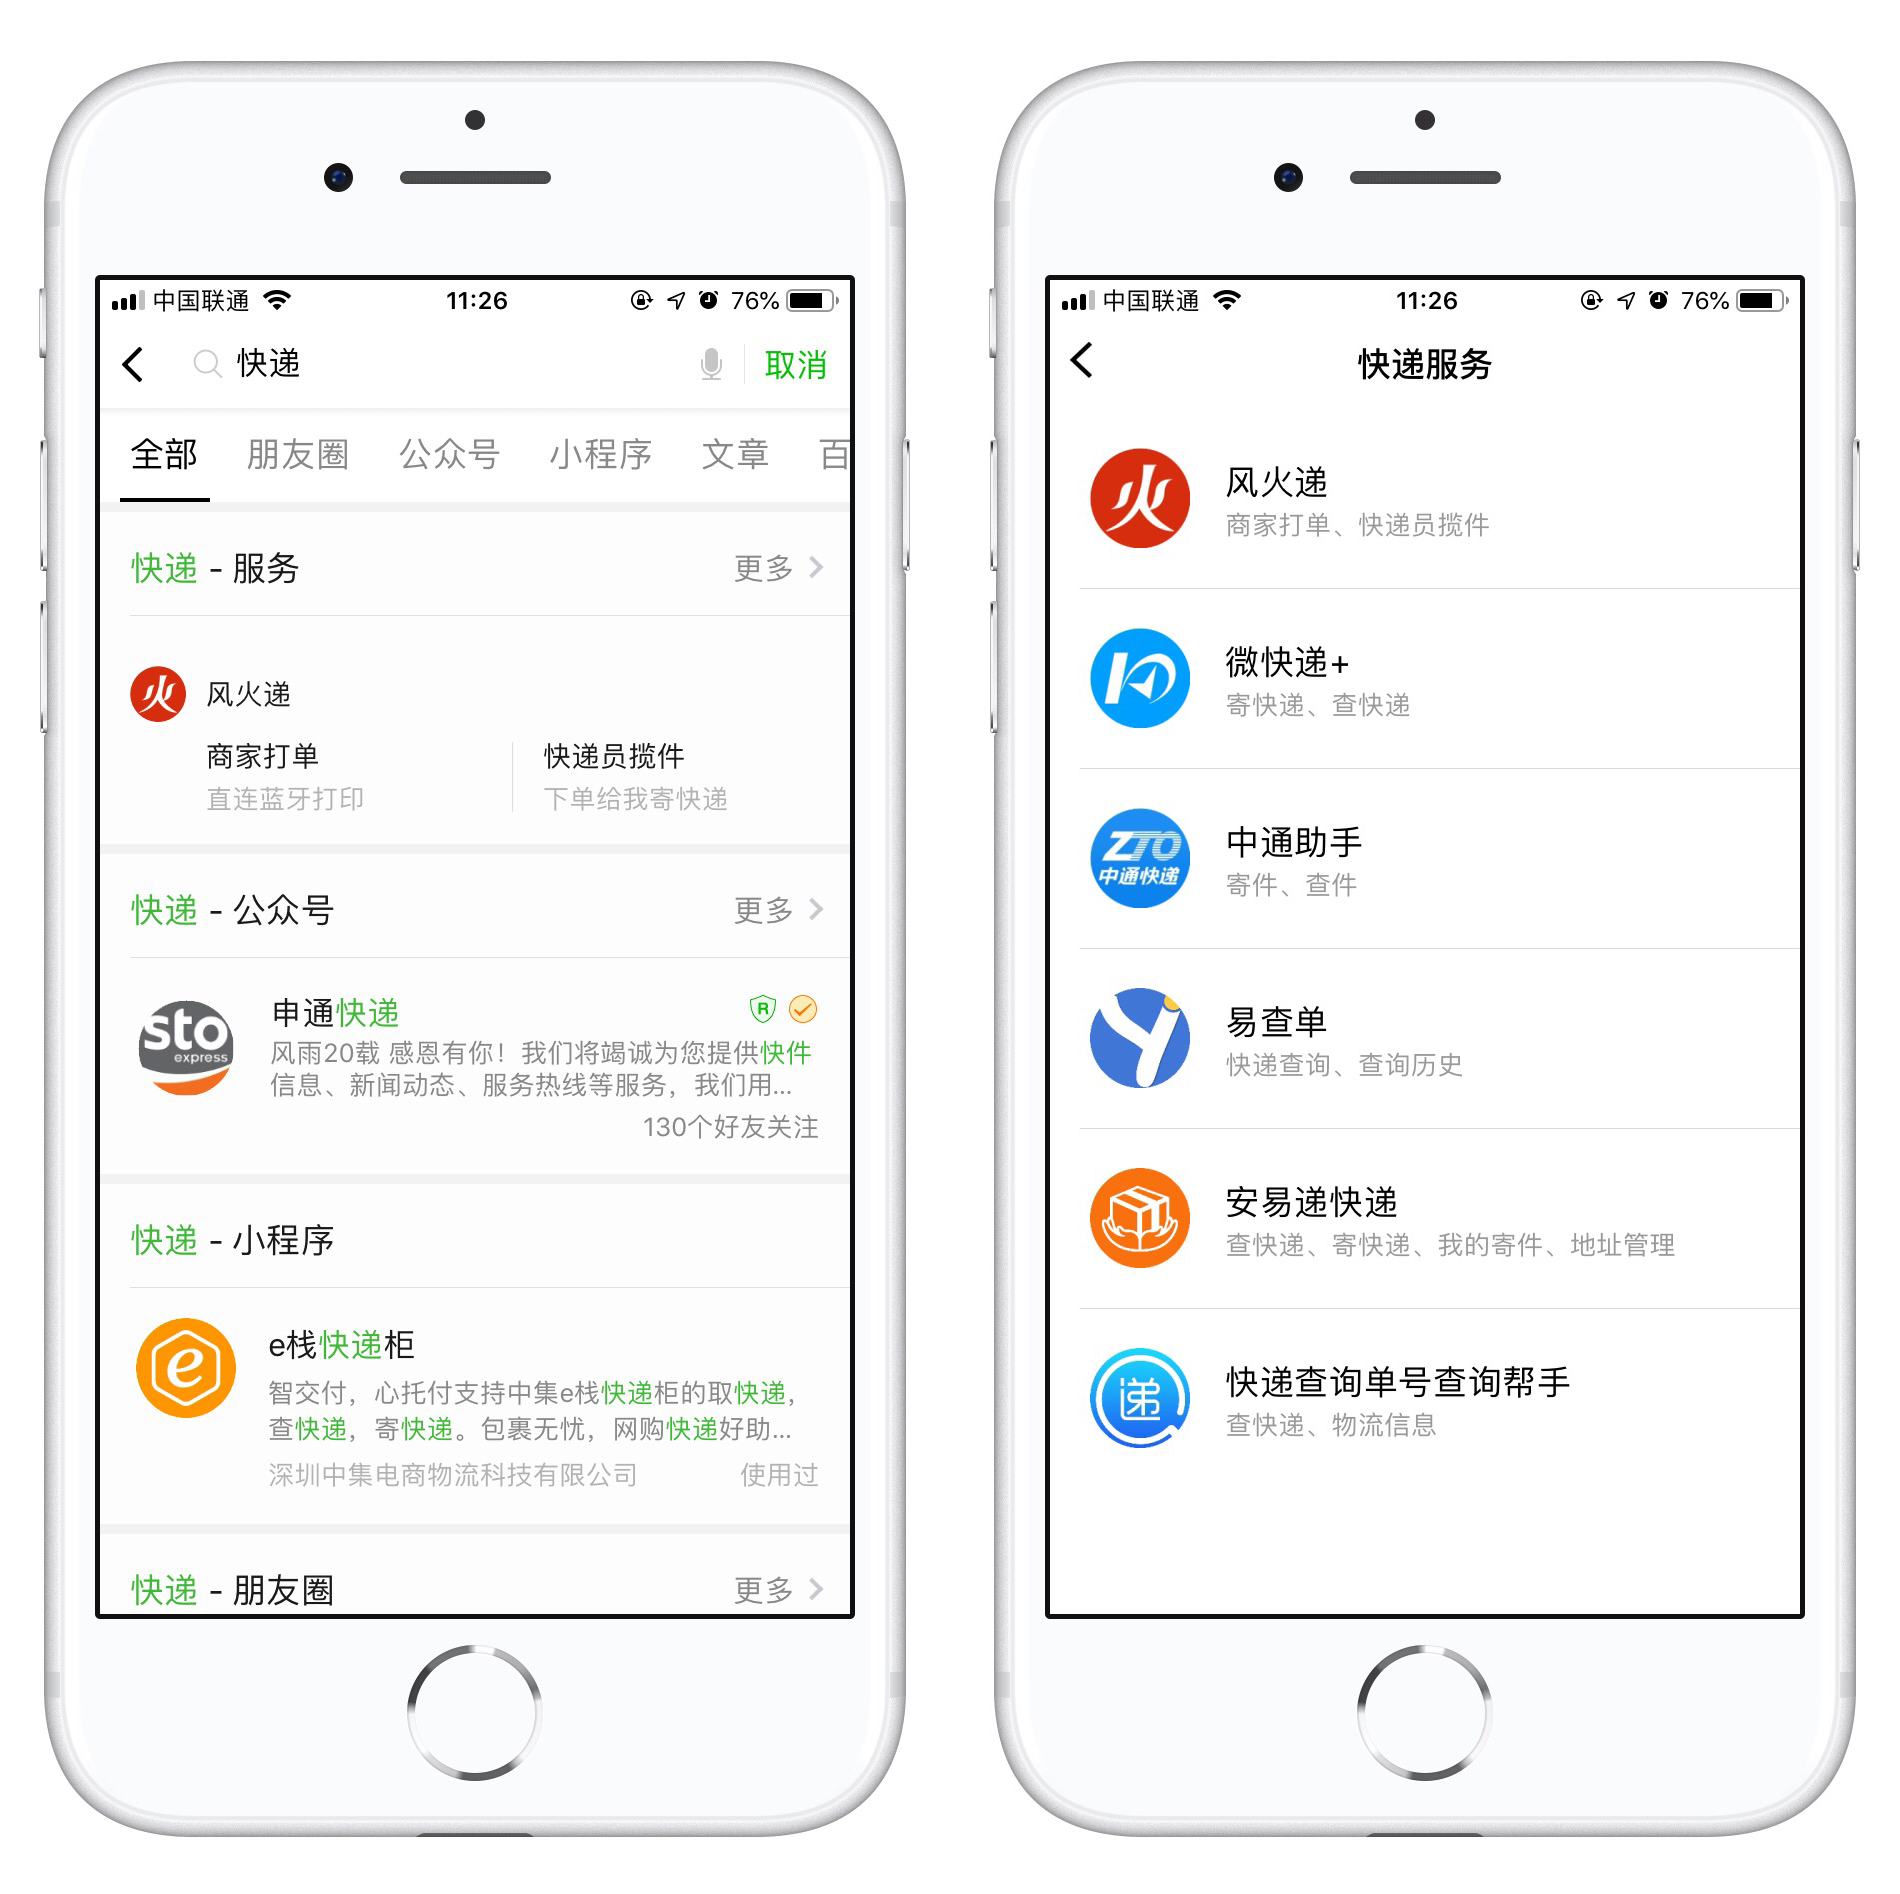 中国联通 11:26 76%
快递 取消
全部 朋友圈 公众号 小程序 文章 百
快递 - 服务 更多
火 风火递
商家打单 快递员揽件
直连蓝牙打印 下单给我寄快递
快递 - 公众号 更多
申通快递 R
sto express
风雨20载 感恩有你！我们将竭诚为您提供快件
信息、新闻动态、服务热线等服务，我们用...
130个好友关注
快递 - 小程序
e
e栈快递柜
智交付，心托付支持中集e栈快递柜的取快递，
查快递，寄快递。包裹无忧，网购快递好助...
深圳中集电商物流科技有限公司 使用过
快递 - 朋友圈 更多
中国联通 11:26 76%
快递服务
火
风火递
商家打单、快递员揽件
微快递+
寄快递、查快递
ZTO
中通快递
中通助手
寄件、查件
易查单
快递查询、查询历史
安易递快递
查快递、寄快递、我的寄件、地址管理
递
快递查询单号查询帮手
查快递、物流信息